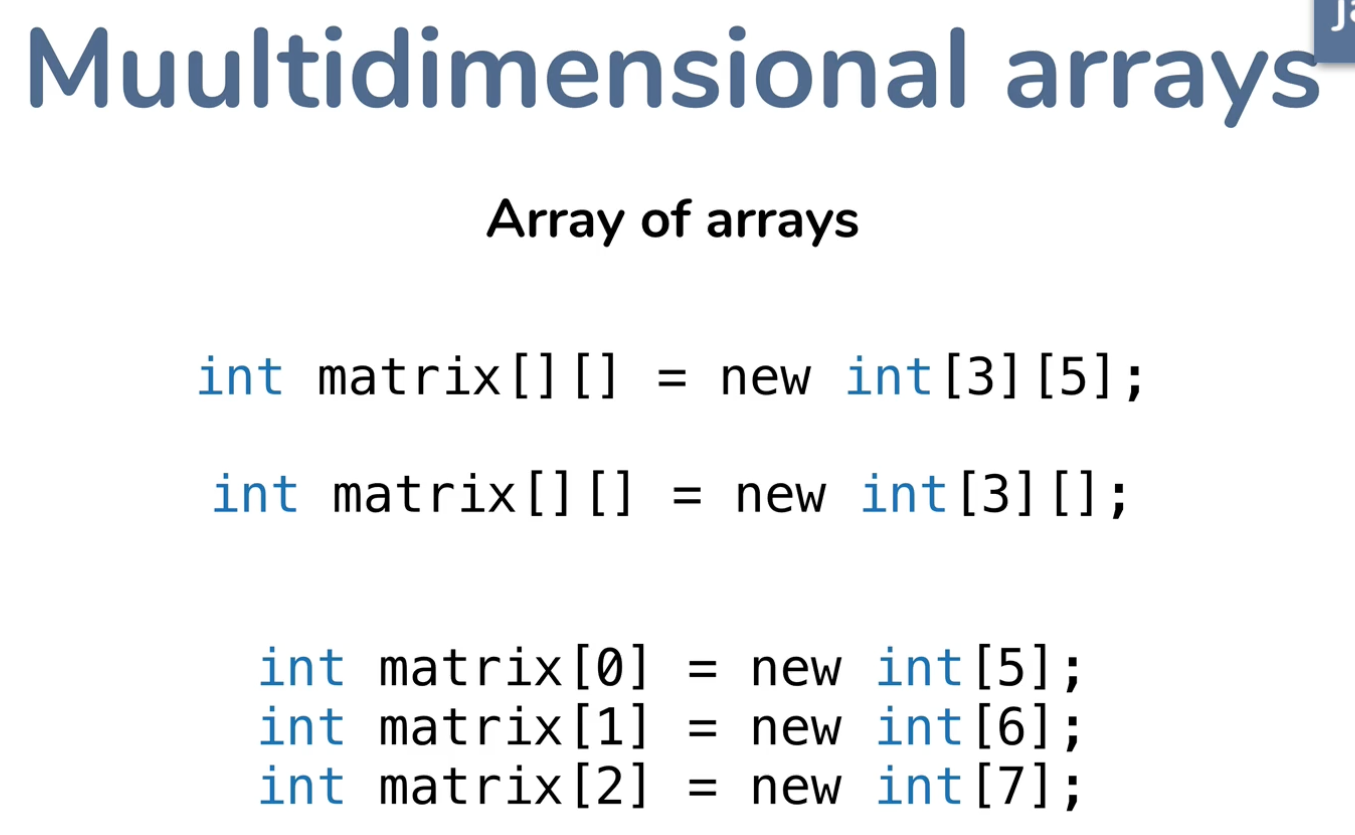 Muultidimensional arrays
Array of arrays
int matrix[][] = new int[3][5];
int matrix[][] = new int[3][];
int matrix[0] = new int[5];
int matrix[1] = new int[6];
int matrix[2] = new int[7];